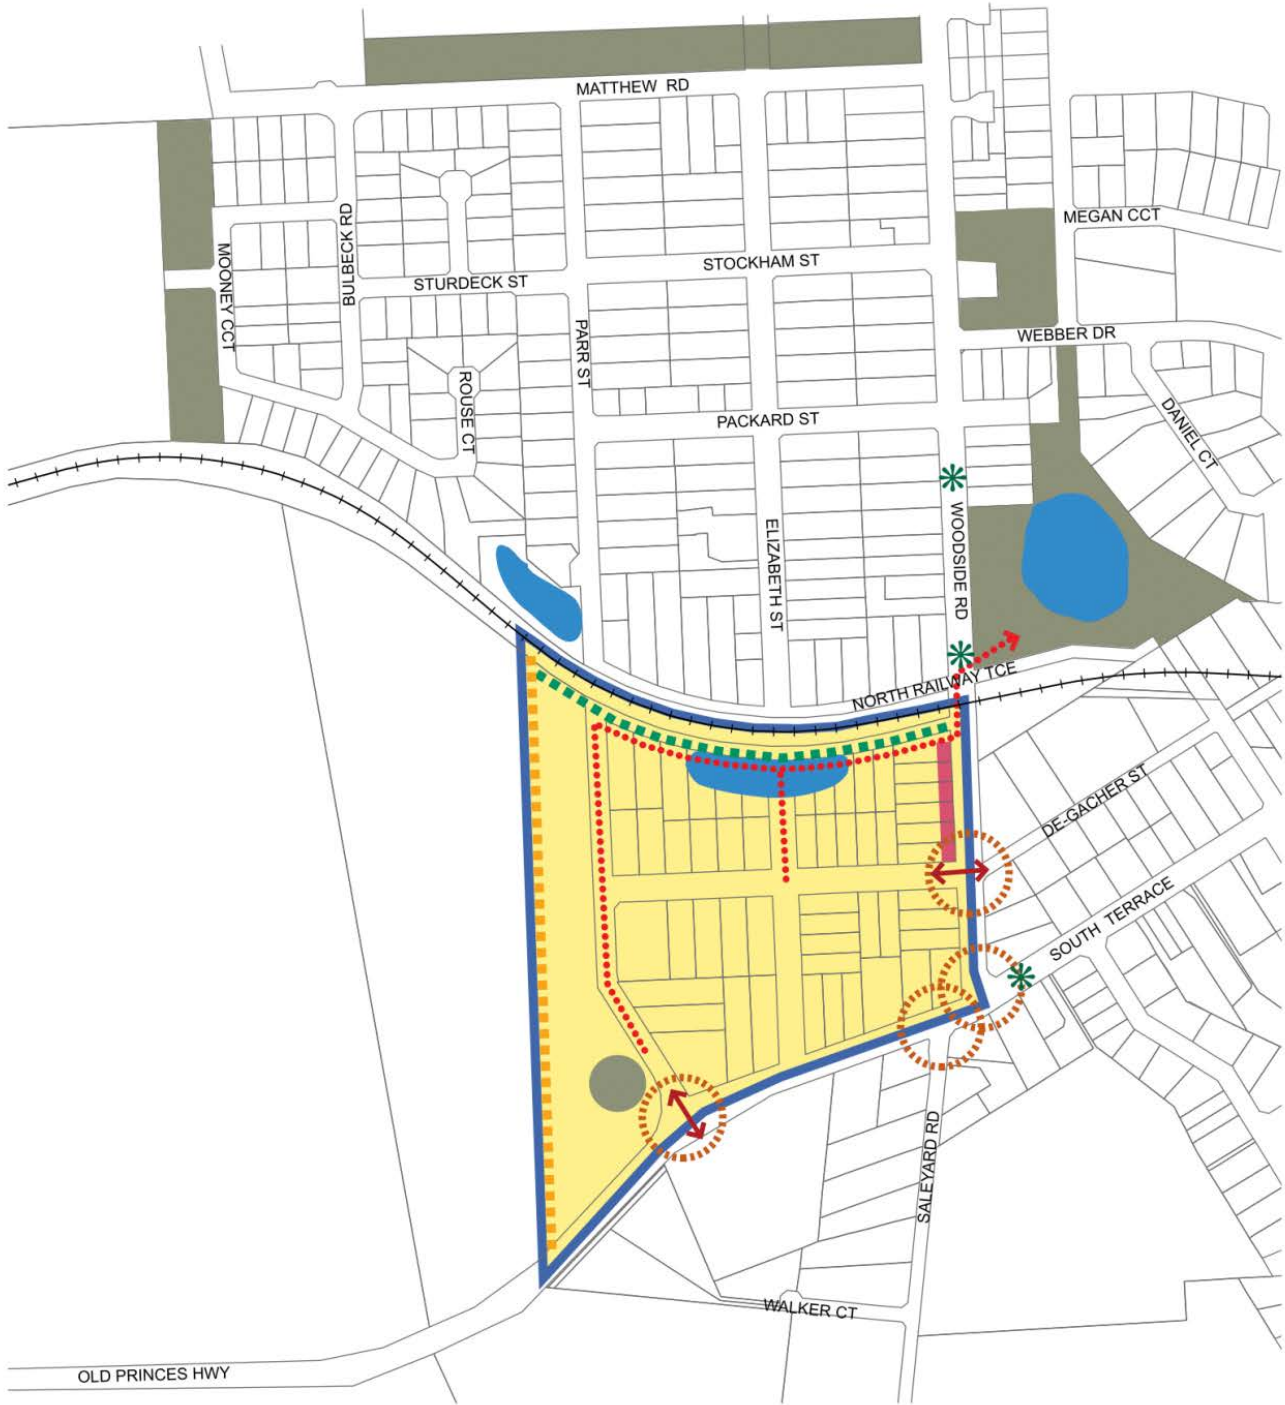 MATTHEW RD
MEGAN CCT
BULBECK RD
MOONEY CCT
STOCKHAM ST
STURDECK ST
PARR ST
WEBBER DR
ROUSE CT
PACKARD ST
DANIEL CT
ELIZABETH ST
WOODSIDE RD
NORTH RAILWAY TCE
DE-GACHER ST
SOUTH TERRACE
SALEYARD RD
WALKER CT
OLD PRINCES HWY